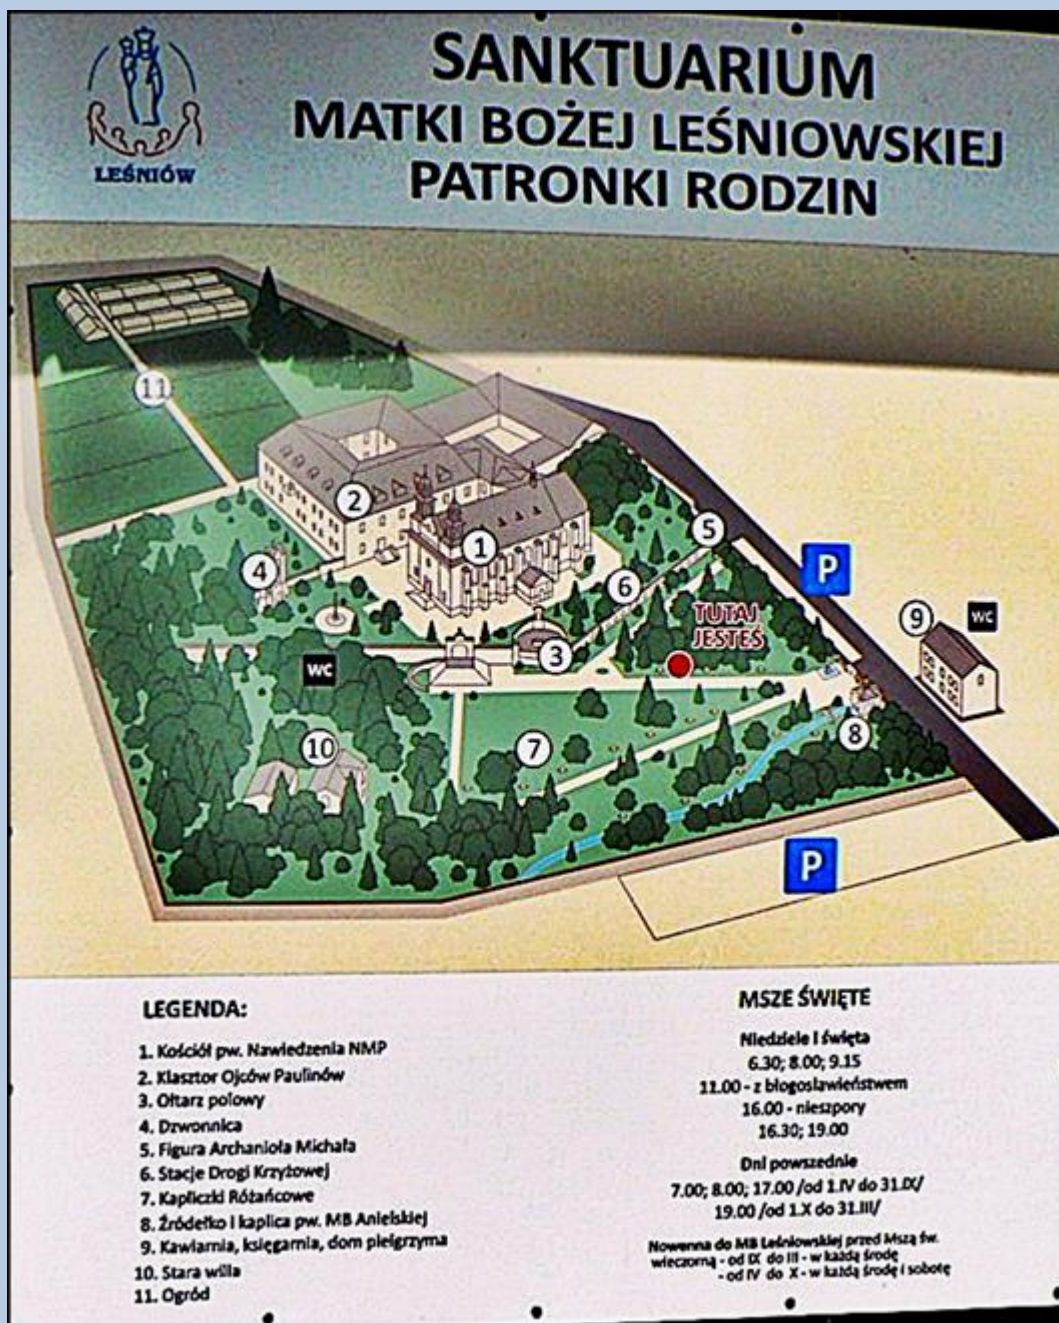 SANKTUARIUM
MATKI BOŻEJ LEŚNIOWSKIEJ
PATRONKI RODZIN
LEŚNIÓW
11
2
1
5
4
6
P
TUTAJ
JESTEŚ
9
WC
3
WC
8
10
7
P
LEGENDA:
1. Kościół pw. Nawiedzenia NMP
2. Klasztor Ojców Paulinów
3. Ołtarz polowy
4. Dzwonnica
5. Figura Archanioła Michała
6. Stacje Drogi Krzyżowej
7. Kapliczki Różańcowe
8. Źródełko i kaplica pw. MB Anielskiej
9. Kawiarnia, księgarnia, dom pielgrzyma
10. Stara willa
11. Ogród
MSZE ŚWIĘTE
Niedziele i święta
6.30; 8.00; 9.15
11.00 - z błogosławieństwem
16.00 - nieszpory
16.30; 19.00
Dni powszednie
7.00; 8.00; 17.00 /od 1.IV do 31.IX/
19.00 /od 1.X do 31.III/
Nowenna do MB Leśniowskiej przed Mszą św.
wieczorną - od IX do III - w każdą środę
- od IV do X - w każdą środę i sobotę